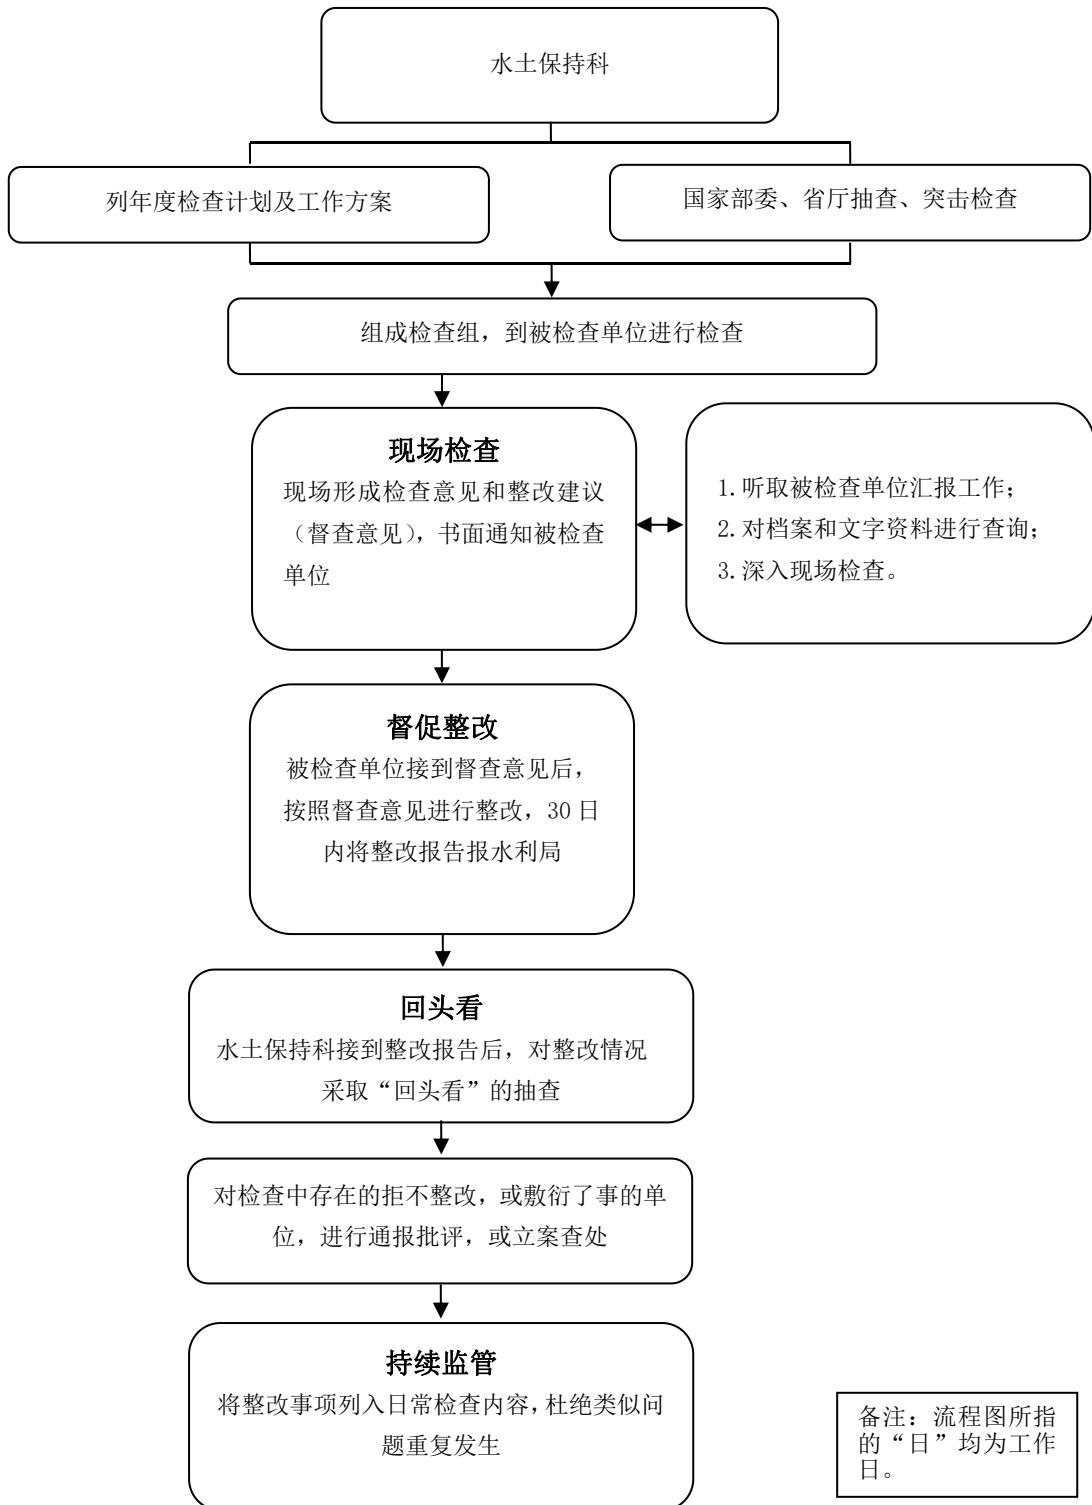 水土保持科
列年度检查计划及工作方案
国家部委、省厅抽查、突击检查
组成检查组，到被检查单位进行检查
现场检查
现场形成检查意见和整改建议
（督查意见），书面通知被检查
单位
1.听取被检查单位汇报工作；
2.对档案和文字资料进行查询；
3.深入现场检查。
督促整改
被检查单位接到督查意见后，
按照督查意见进行整改，30 日
内将整改报告报水利局
回头看
水土保持科接到整改报告后，对整改情况
采取“回头看”的抽查
对检查中存在的拒不整改，或敷衍了事的单
位，进行通报批评，或立案查处
持续监管
将整改事项列入日常检查内容，杜绝类似问
题重复发生
备注：流程图所指
的“日”均为工作
日。